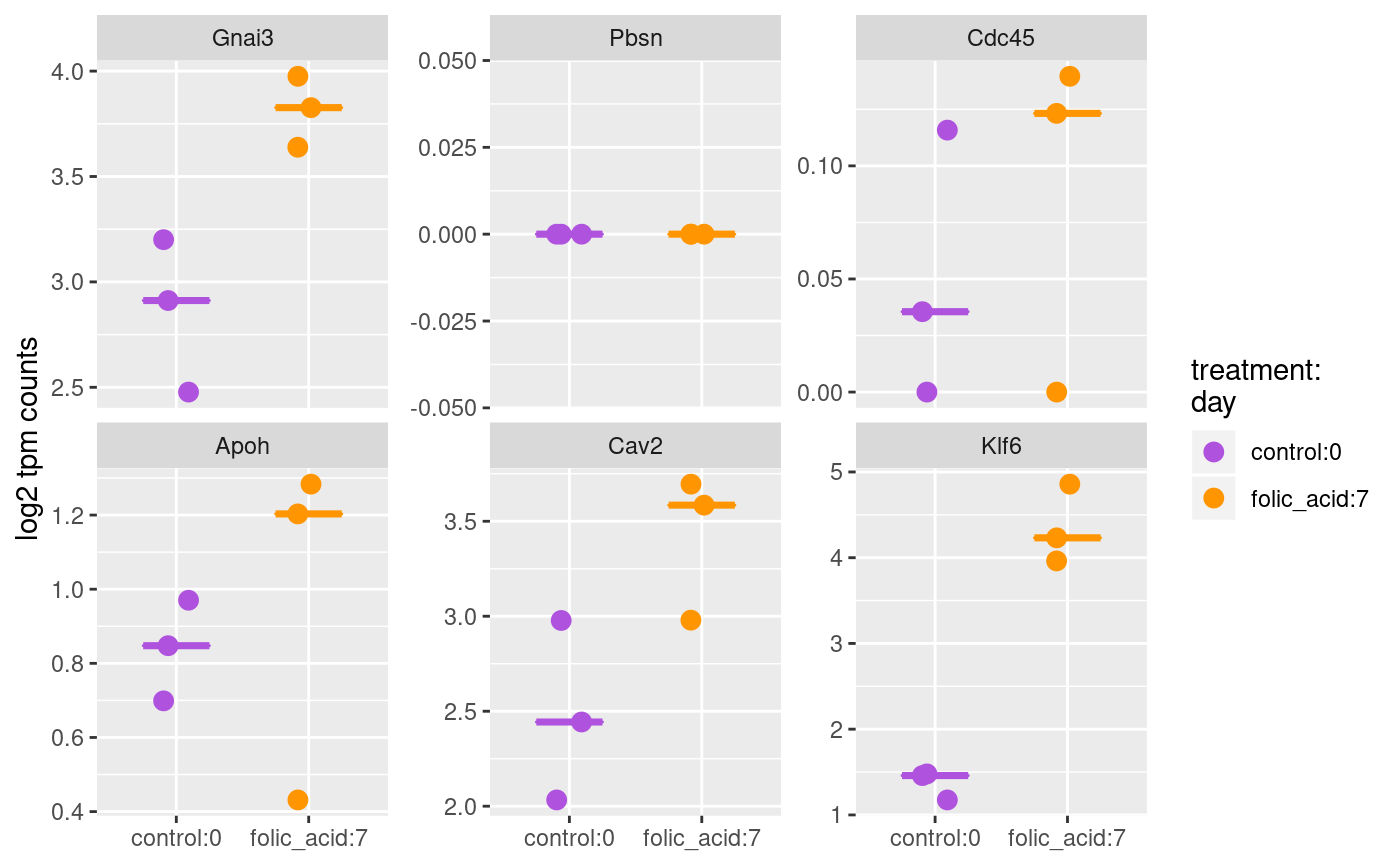 Gnai3
Pbsn
Cdc45
4.0
3.5
3.0
2.5
0.050
0.025
0.000
-0.025
-0.050
0.10
0.05
0.00
log2 tpm counts
Apoh
Cav2
Klf6
1.2
1.0
0.8
0.6
0.4
3.5
3.0
2.5
2.0
5
4
3
2
1
control:0
folic_acid:7
control:0
folic_acid:7
control:0
folic_acid:7
treatment:
day
control:0
folic_acid:7